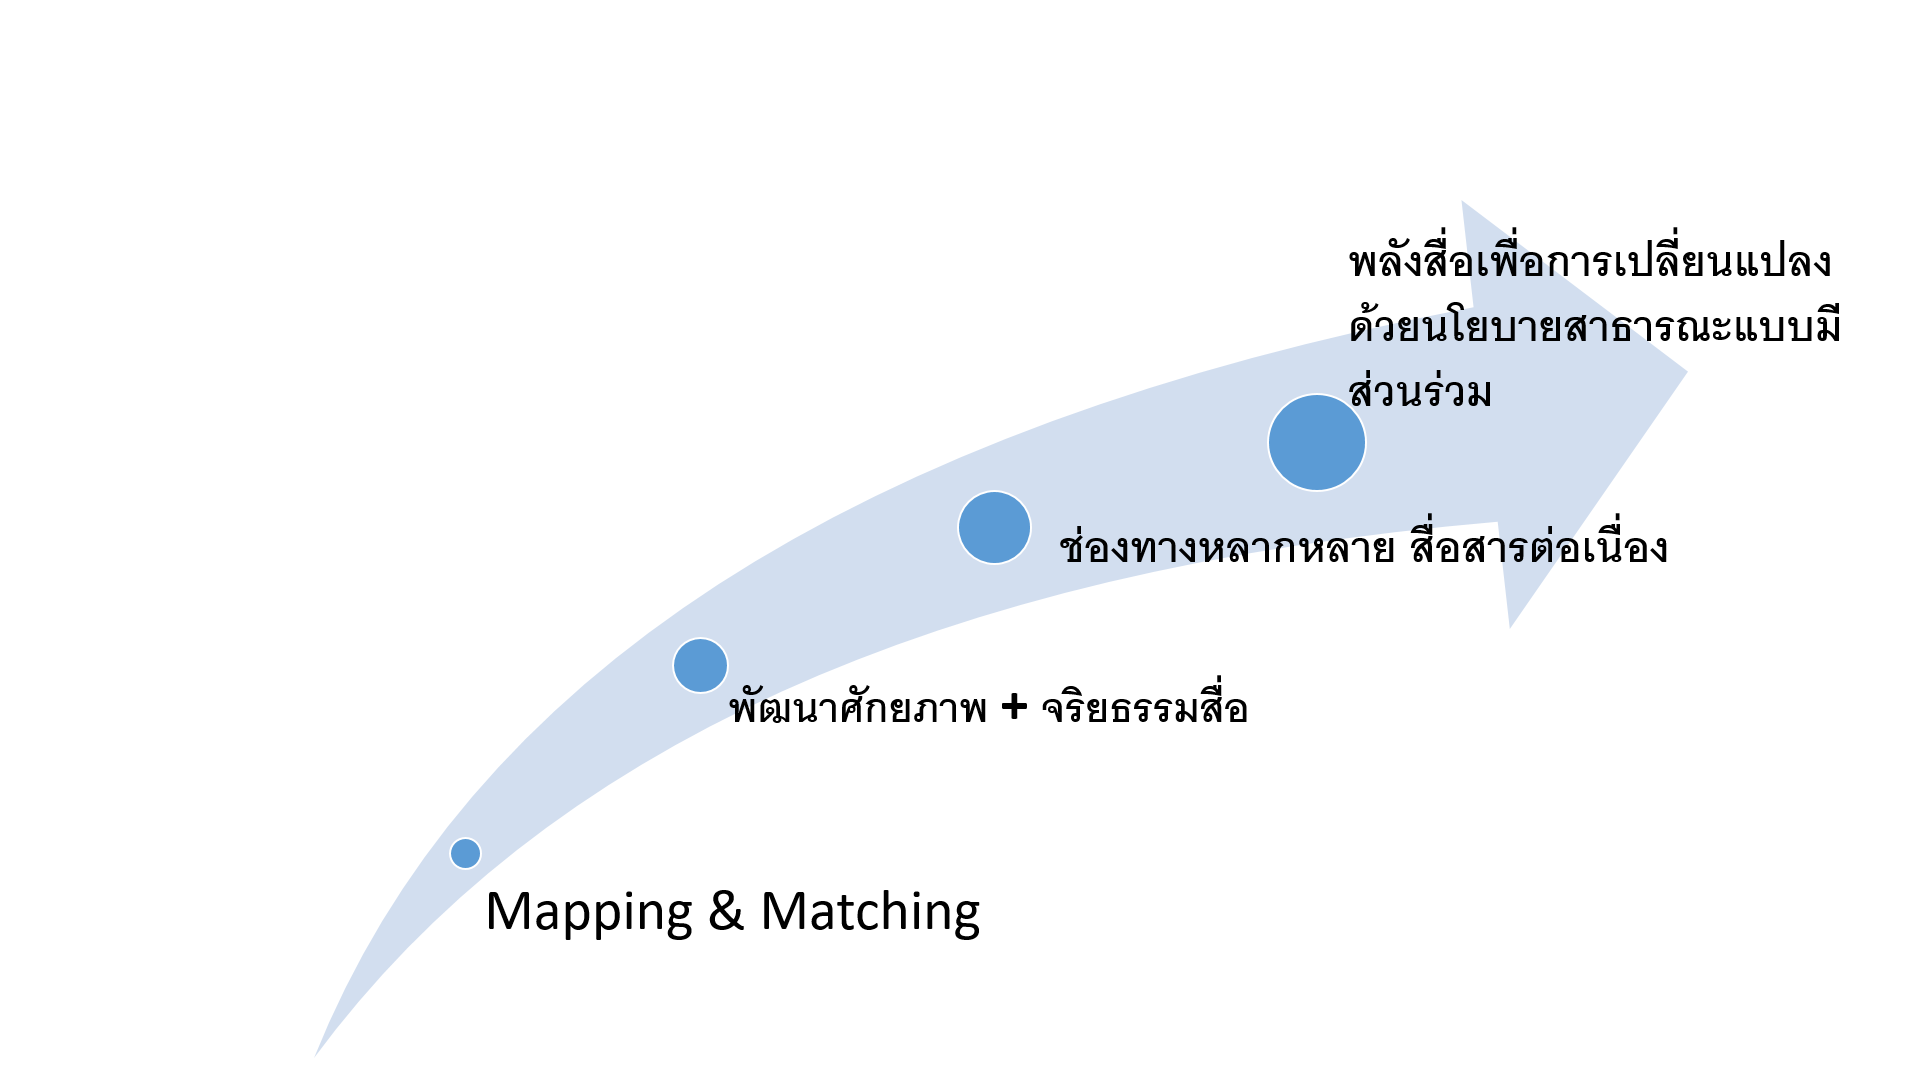 พลังสื่อเพื่อการเปลี่ยนแปลง
ด้วยนโยบายสาธารณะแบบมี
ส่วนร่วม
ช่องทางหลากหลาย สื่อสารต่อเนื่อง
พัฒนาศักยภาพ + จริยธรรมสื่อ
Mapping & Matching